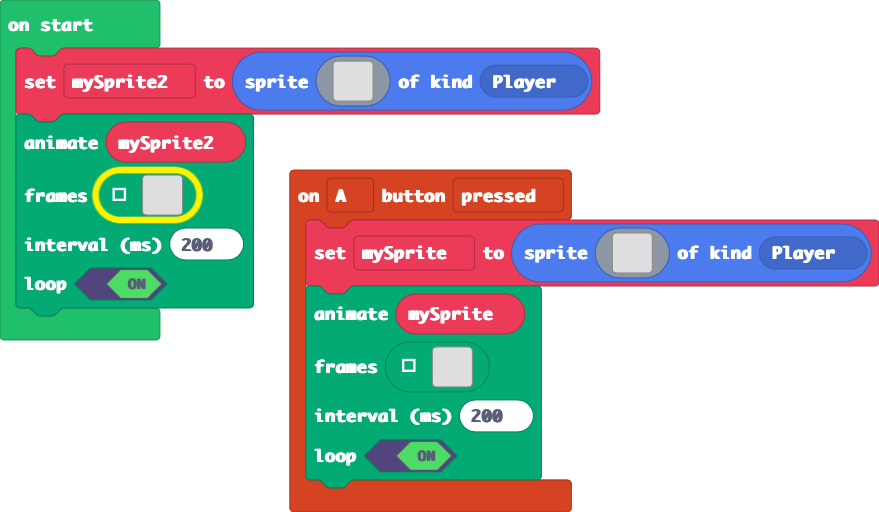 on start
set mySprite2 to sprite of kind Player
animate mySprite2
frames
interval (ms) 200
loop ON
on A button pressed
set mySprite to sprite of kind Player
animate mySprite
frames
interval (ms) 200
loop ON